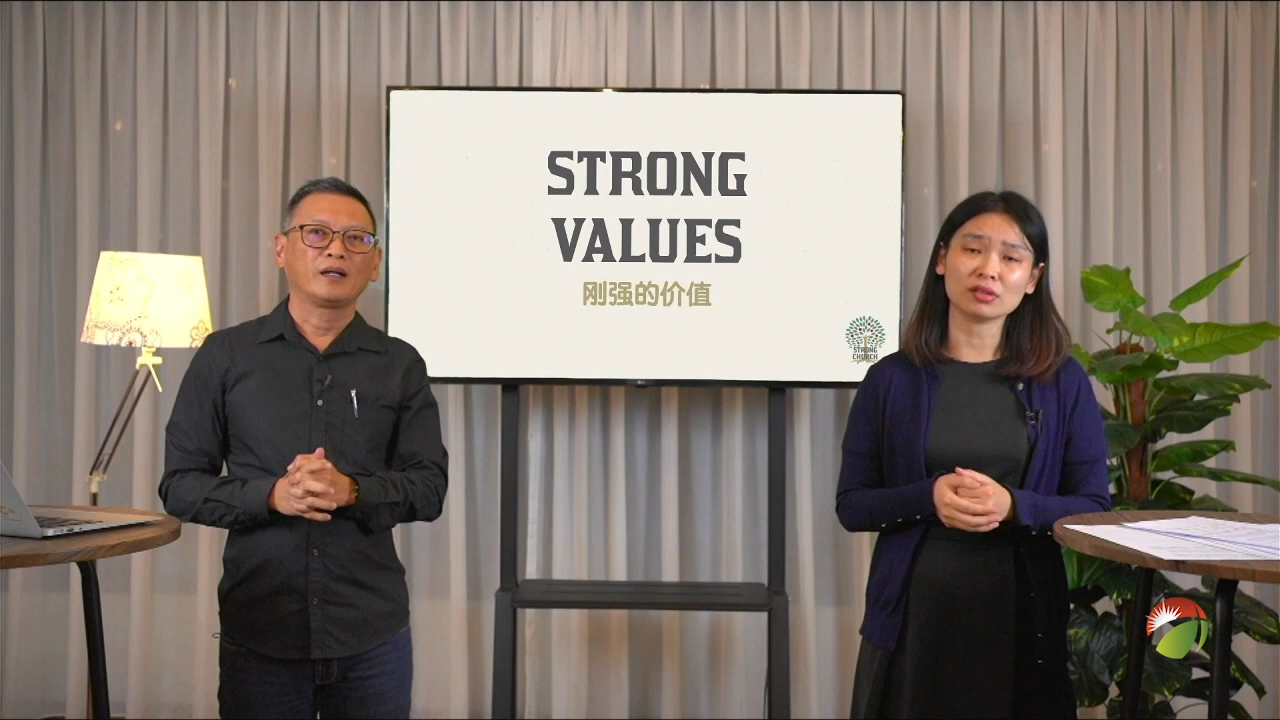 STRONG
VALUES
刚强的价值
STRONG
CHURCH